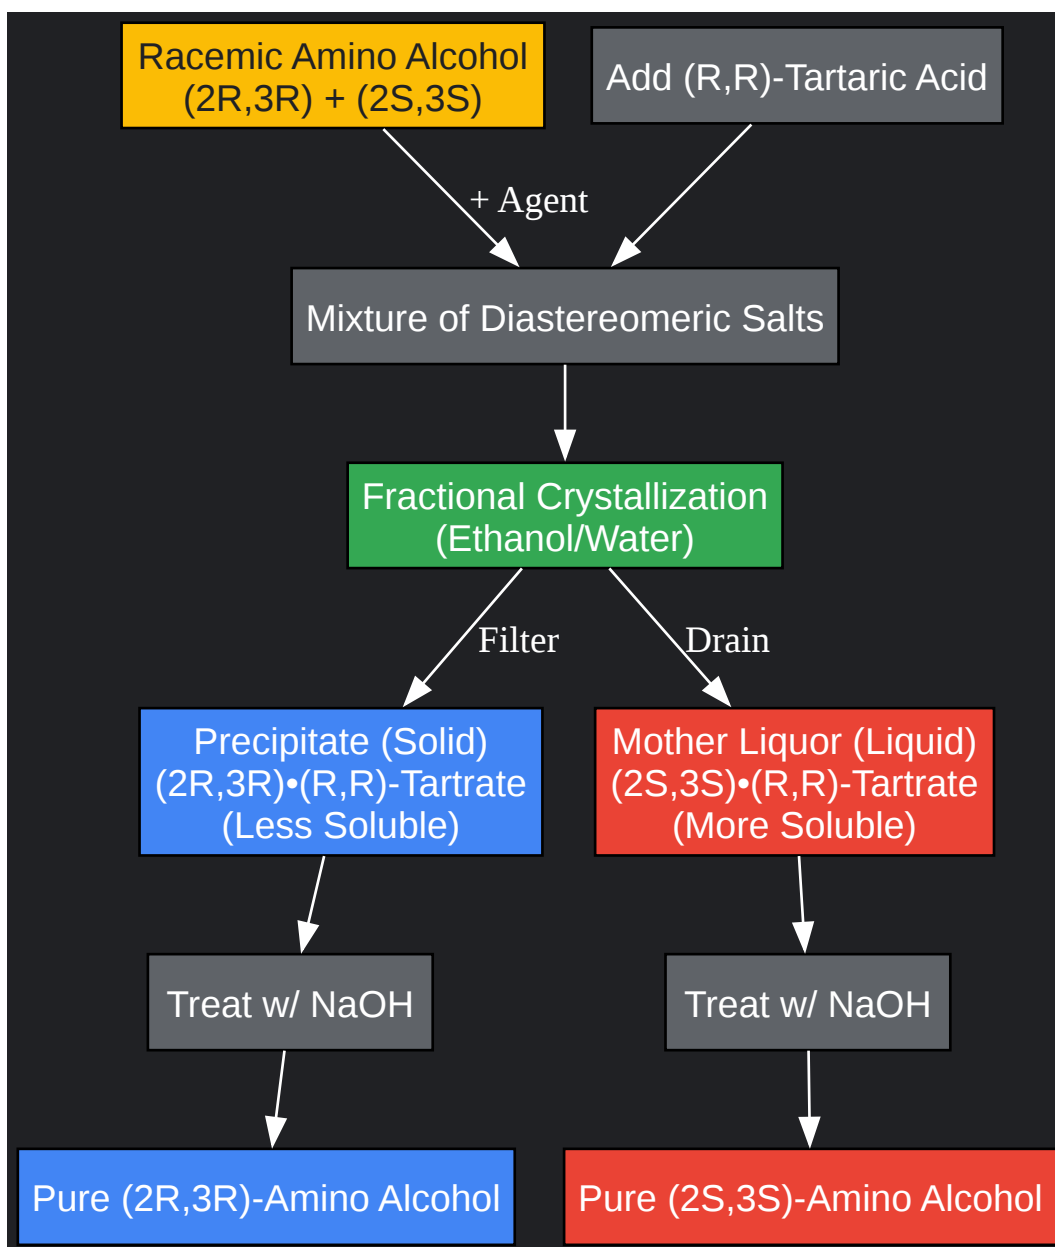 Racemic Amino Alcohol
(2R,3R) + (2S,3S)
Add (R,R)-Tartaric Acid
+ Agent
Mixture of Diastereomeric Salts
Fractional Crystallization
(Ethanol/Water)
Filter
Drain
Precipitate (Solid)
(2R,3R)•(R,R)-Tartrate
(Less Soluble)
Mother Liquor (Liquid)
(2S,3S)•(R,R)-Tartrate
(More Soluble)
Treat w/ NaOH
Treat w/ NaOH
Pure (2R,3R)-Amino Alcohol
Pure (2S,3S)-Amino Alcohol